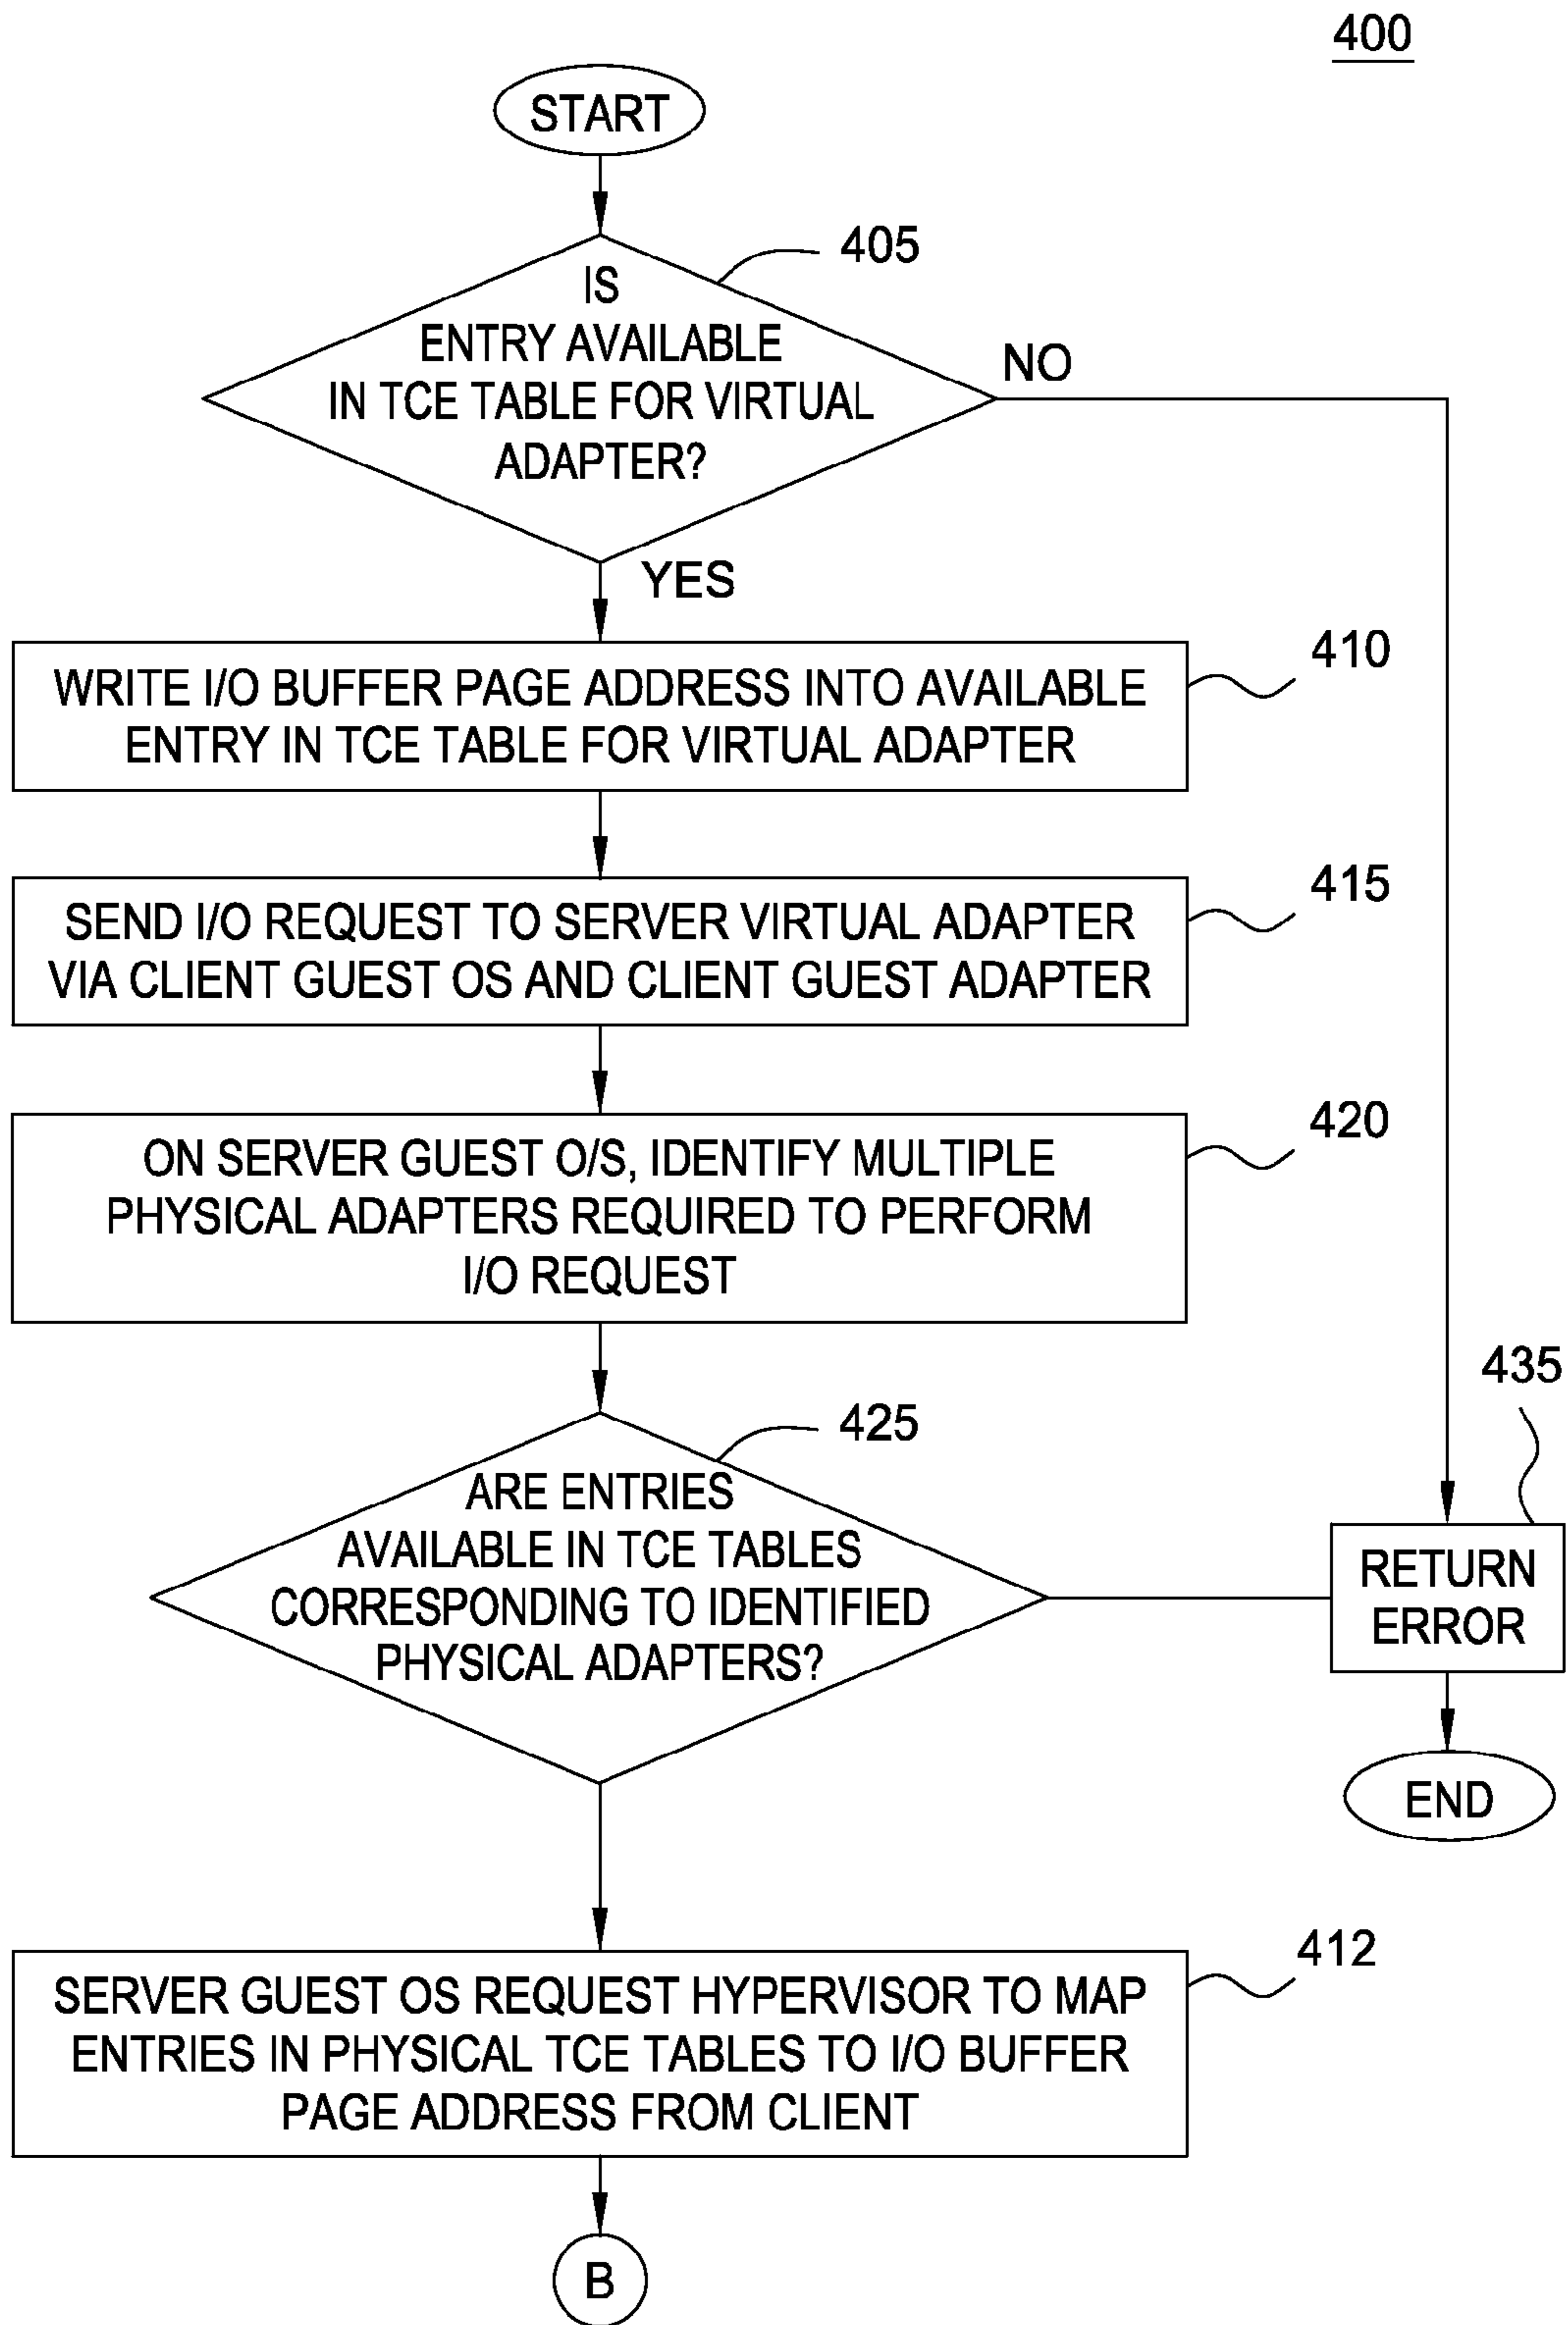 400
START
405
IS
ENTRY AVAILABLE
IN TCE TABLE FOR VIRTUAL
ADAPTER?
NO
YES
410
WRITE I/O BUFFER PAGE ADDRESS INTO AVAILABLE
ENTRY IN TCE TABLE FOR VIRTUAL ADAPTER
415
SEND I/O REQUEST TO SERVER VIRTUAL ADAPTER
VIA CLIENT GUEST OS AND CLIENT GUEST ADAPTER
420
ON SERVER GUEST O/S, IDENTIFY MULTIPLE
PHYSICAL ADAPTERS REQUIRED TO PERFORM
I/O REQUEST
425
ARE ENTRIES
AVAILABLE IN TCE TABLES
CORRESPONDING TO IDENTIFIED
PHYSICAL ADAPTERS?
435
RETURN
ERROR
END
412
SERVER GUEST OS REQUEST HYPERVISOR TO MAP
ENTRIES IN PHYSICAL TCE TABLES TO I/O BUFFER
PAGE ADDRESS FROM CLIENT
B